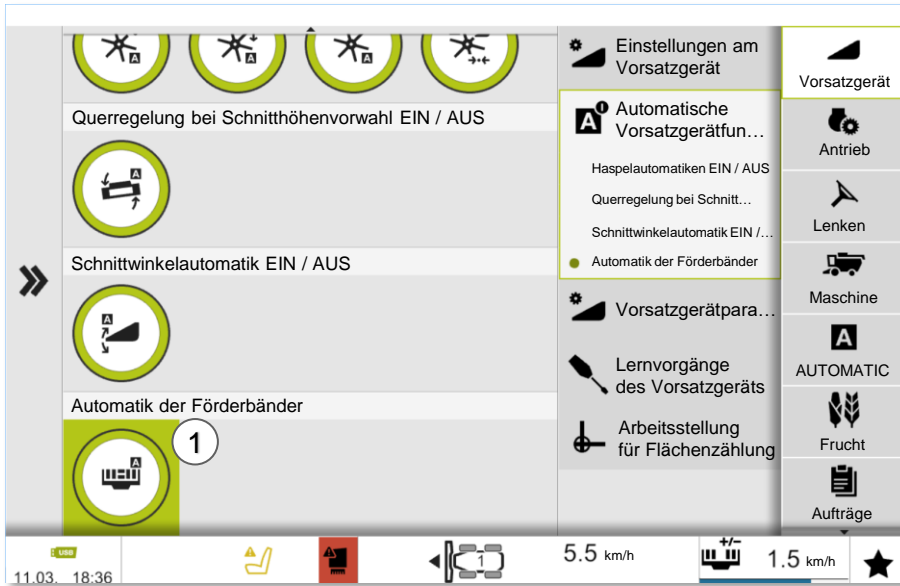 Querregelung bei Schnitthöhenvorwahl EIN / AUS
A
Schnittwinkelautomatik EIN / AUS
A
Automatik der Förderbänder
A
1
Einstellungen am
Vorsatzgerät
A
Automatische
Vorsatzgerätfun…
Haspelautomatiken EIN / AUS
Querregelung bei Schnitt…
Schnittwinkelautomatik EIN /…
Automatik der Förderbänder
Vorsatzgerätpara…
Lernvorgänge
des Vorsatzgeräts
Arbeitsstellung
für Flächenzählung
Vorsatzgerät
Antrieb
Lenken
Maschine
A
AUTOMATIC
Frucht
Aufträge
USB
11.03. 18:36
1
5.5 km/h
+/−
1.5 km/h